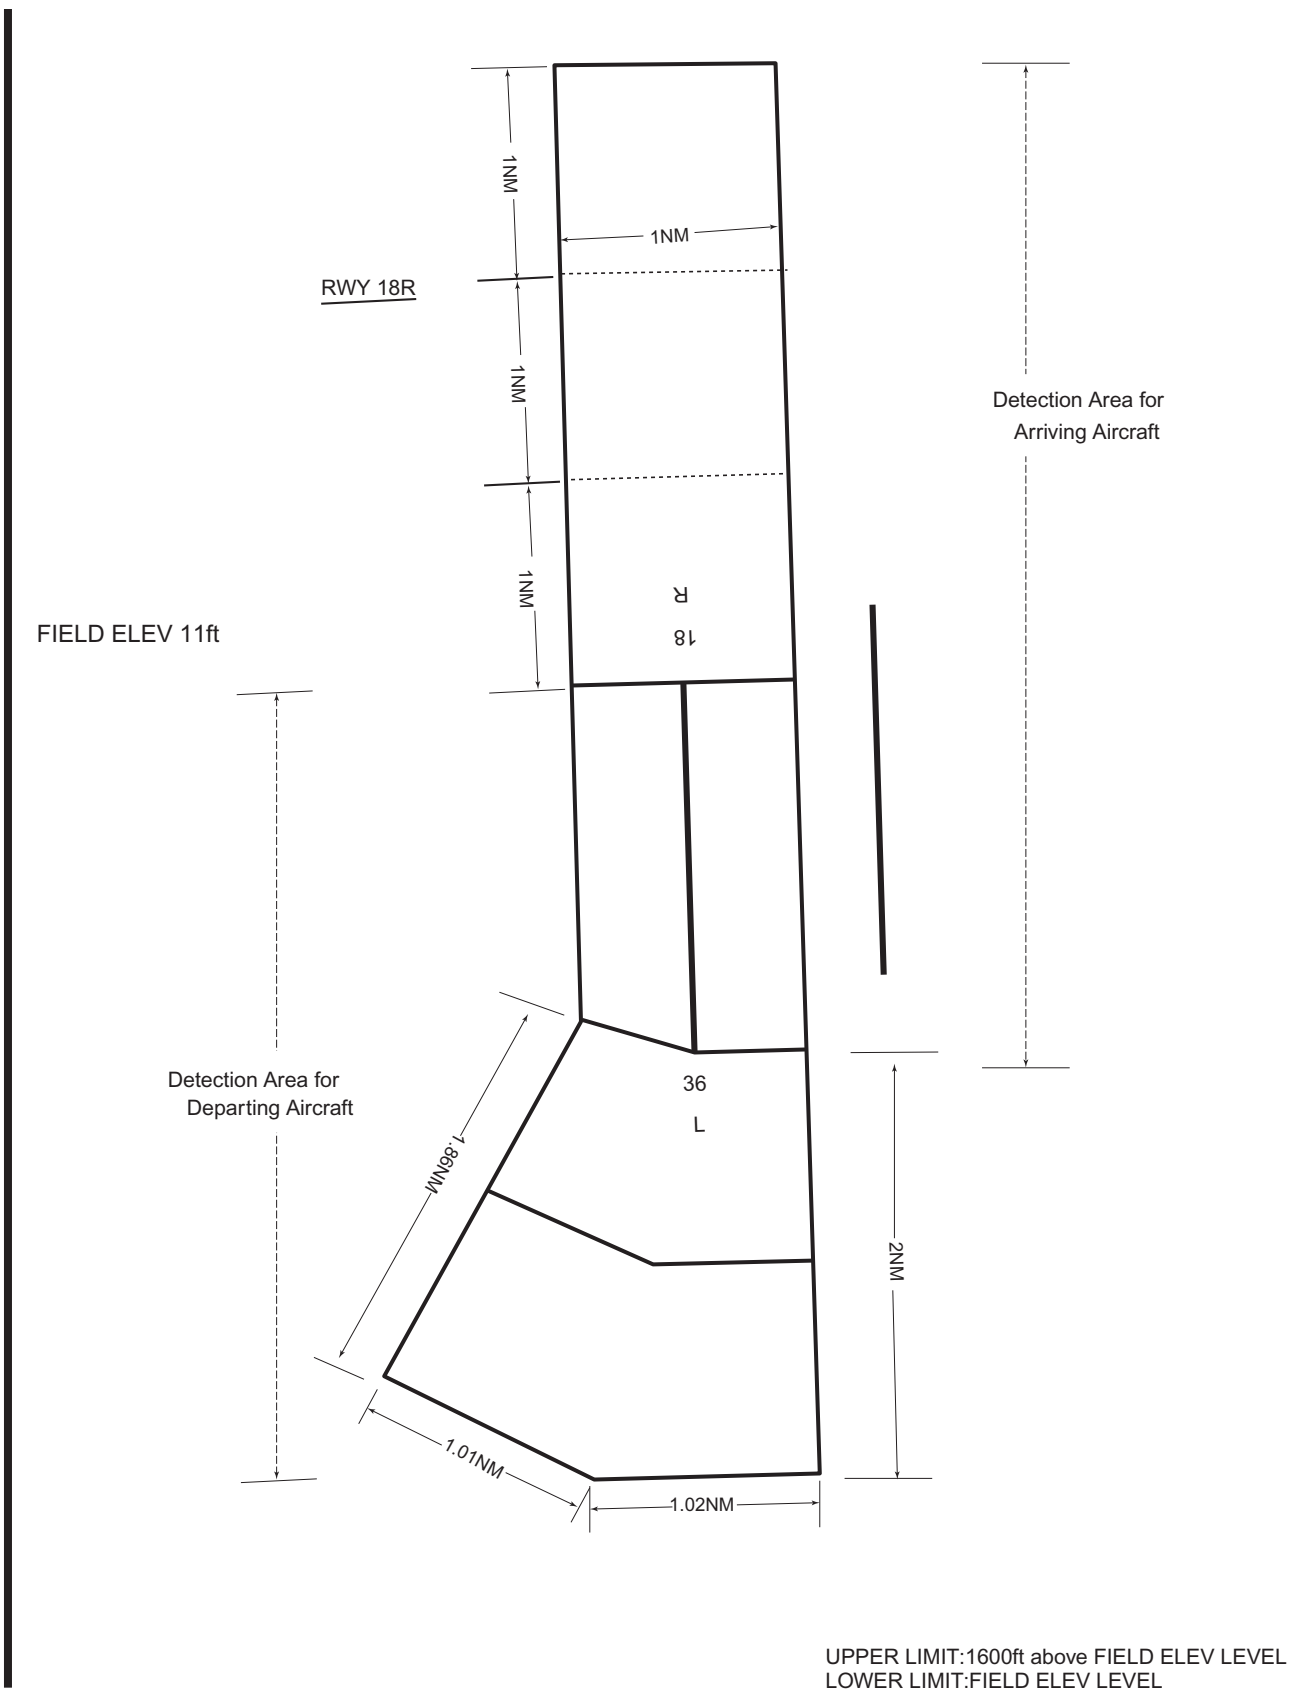 1NM
1NM
RWY 18R
1NM
Detection Area for
Arriving Aircraft
1NM
R
18
FIELD ELEV 11ft
Detection Area for
Departing Aircraft
36
L
1.86NM
2NM
1.01NM
1.02NM
UPPER LIMIT:1600ft above FIELD ELEV LEVEL
LOWER LIMIT:FIELD ELEV LEVEL